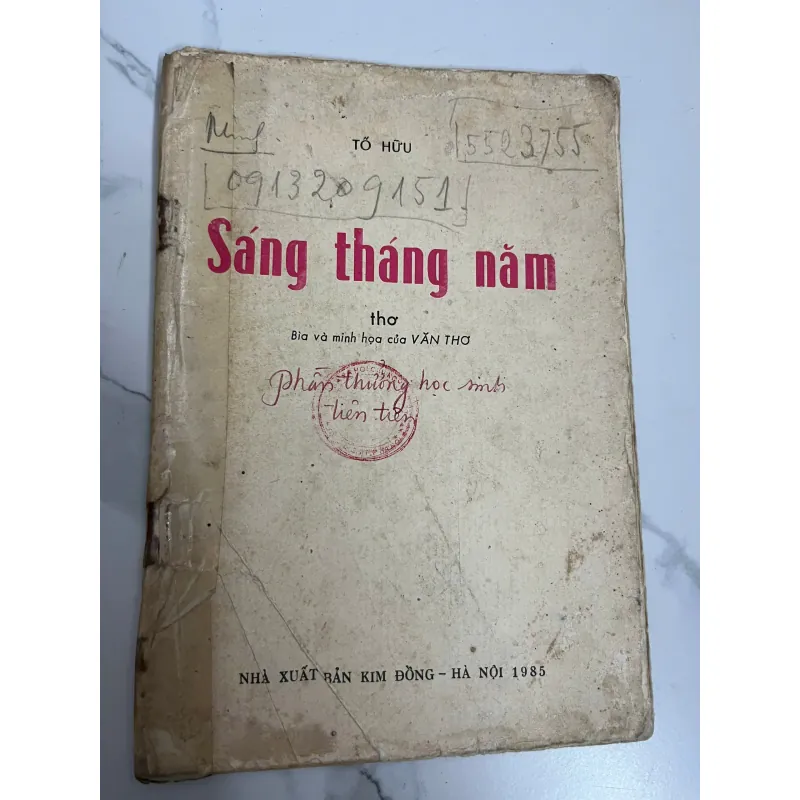 Minh
TỐ HỮU
5523755
0913209151
Sáng tháng năm
thơ
Bìa và minh họa của VĂN THƠ
phần thưởng học sinh
tiên tiến
NHÀ XUẤT BẢN KIM ĐỒNG – HÀ NỘI 1985